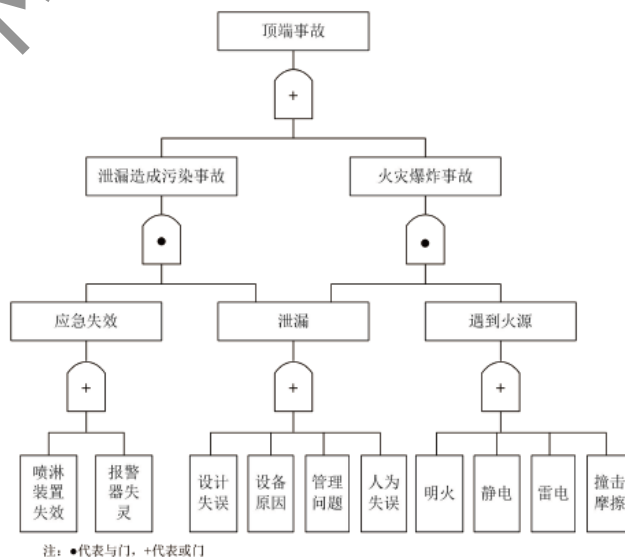 顶端事故
+
泄漏造成污染事故
火灾爆炸事故
●
●
应急失效
泄漏
遇到火源
+
+
+
喷淋
装置
失效
报警
器失
灵
设计
失误
设备
原因
管理
问题
人为
失误
明火
静电
雷电
撞击
摩擦
注：●代表与门，+代表或门